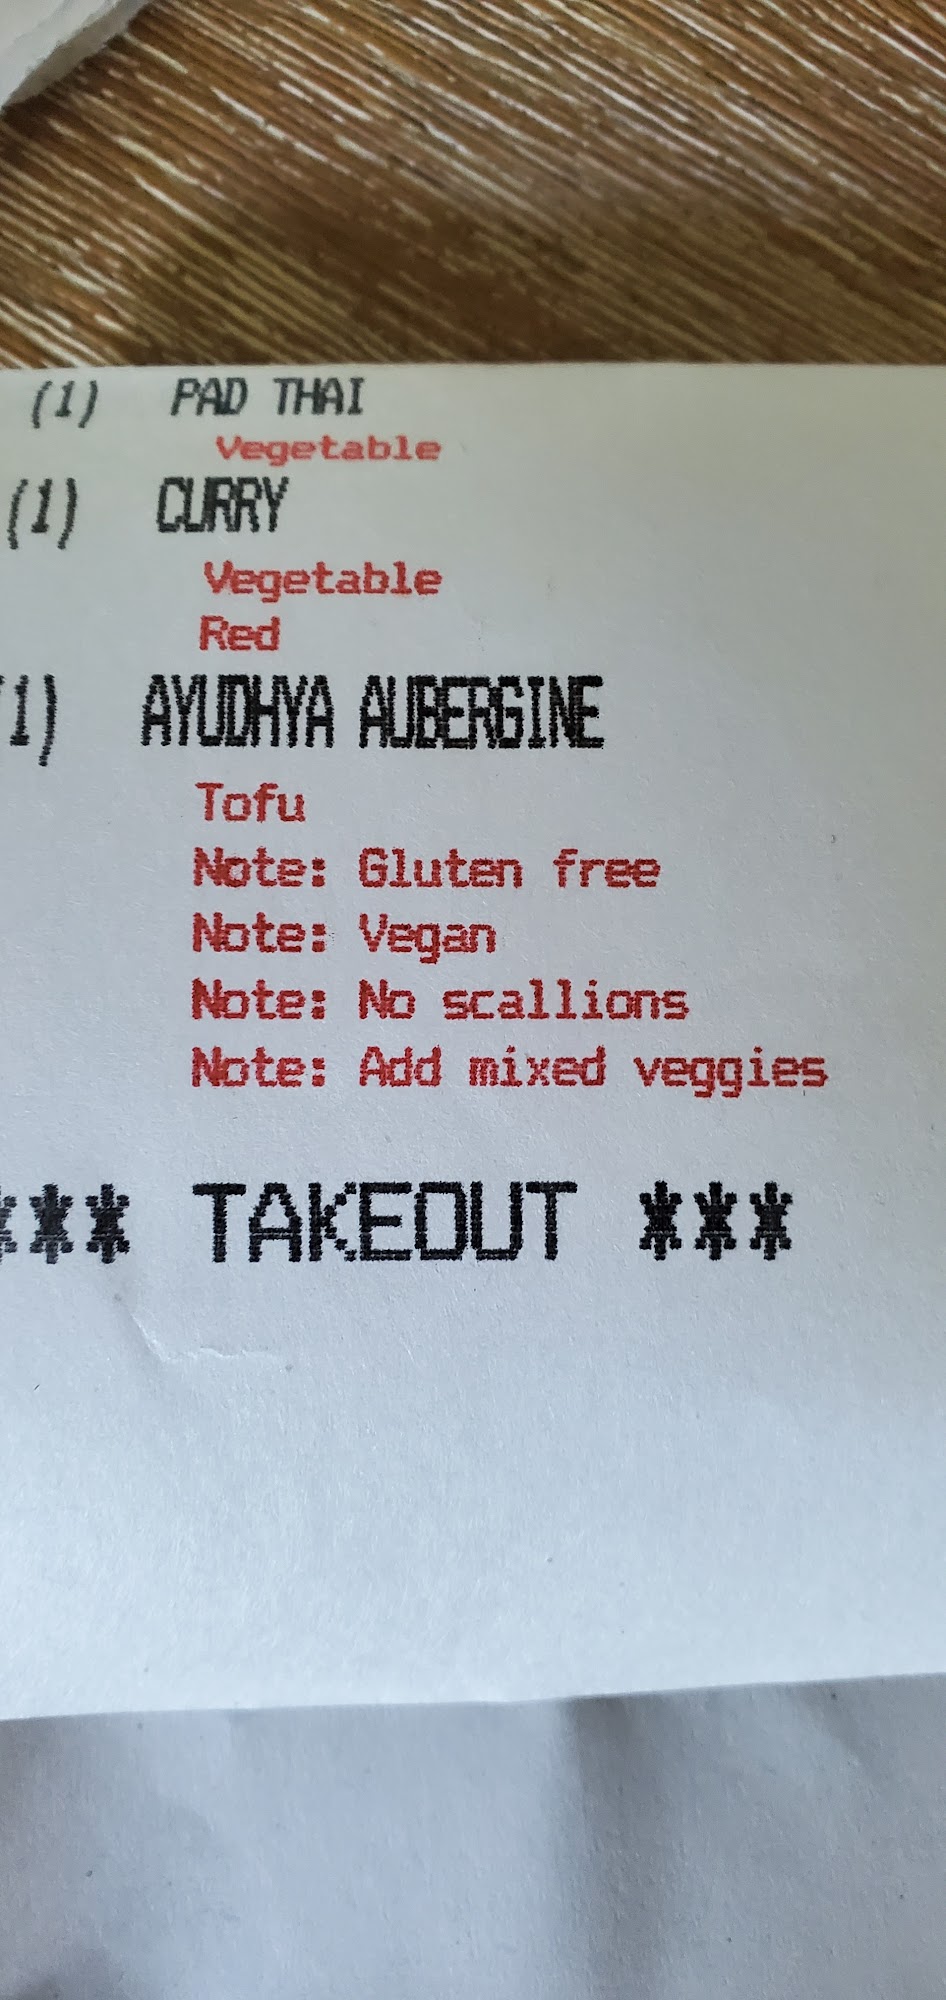 (1) PAD THAI
Vegetable
(1) CURRY
Vegetable
Red
(1) AYUDHYA AUBERGINE
Tofu
Note: Gluten free
Note: Vegan
Note: No scallions
Note: Add mixed veggies
*** TAKEOUT ***